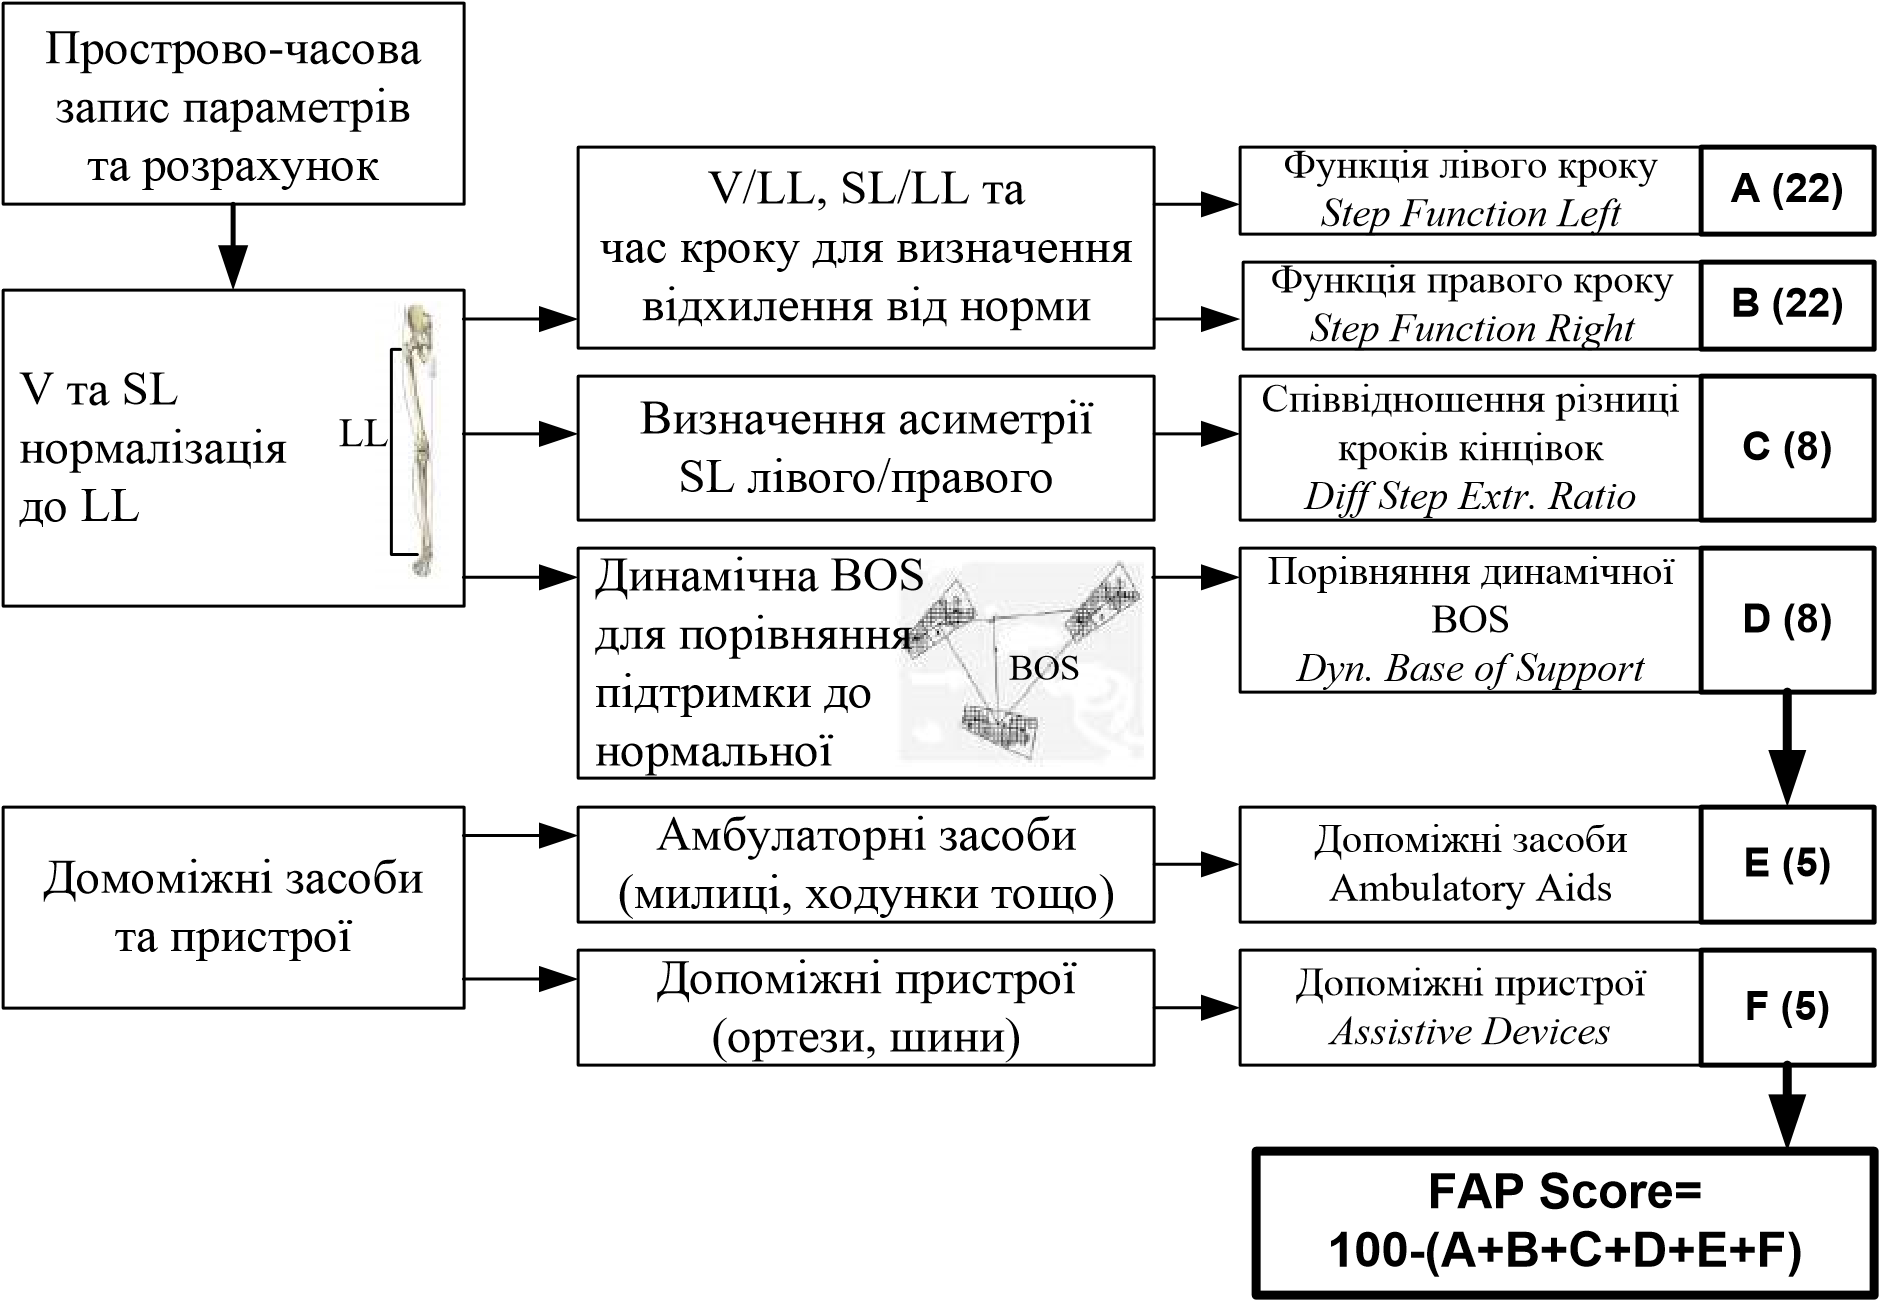 Прострово-часова
запис параметрів
та розрахунок
V та SL
нормалізація
до LL
LL
V/LL, SL/LL та
час кроку для визначення
відхилення від норми
Функція лівого кроку
Step Function Left
A (22)
Функція правого кроку
Step Function Right
B (22)
Визначення асиметрії
SL лівого/правого
Співвідношення різниці
кроків кінцівок
Diff Step Extr. Ratio
C (8)
Динамічна BOS
для порівняння
підтримки до
нормальної
BOS
Порівняння динамічної
BOS
Dyn. Base of Support
D (8)
Домоміжні засоби
та пристрої
Амбулаторні засоби
(милиці, ходунки тощо)
Допоміжні засоби
Ambulatory Aids
E (5)
Допоміжні пристрої
(ортези, шини)
Допоміжні пристрої
Assistive Devices
F (5)
FAP Score=
100-(A+B+C+D+E+F)